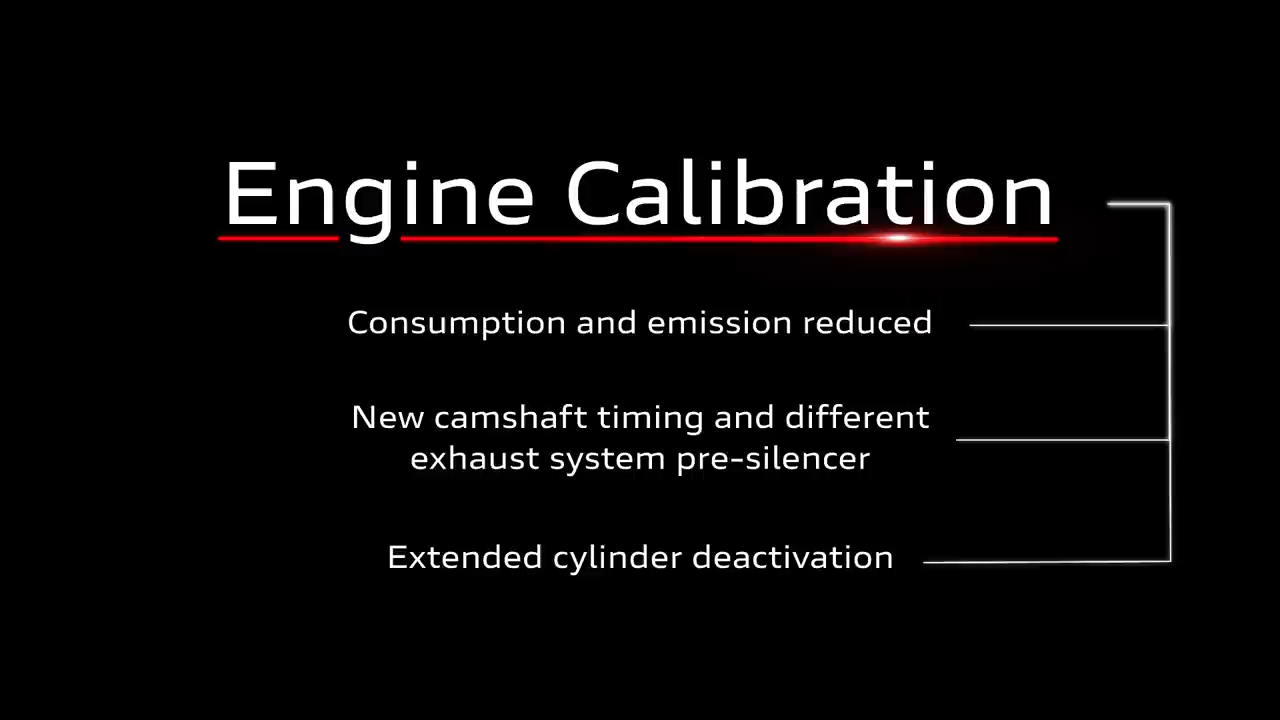 Engine Calibration
Consumption and emission reduced
New camshaft timing and different
exhaust system pre-silencer
Extended cylinder deactivation